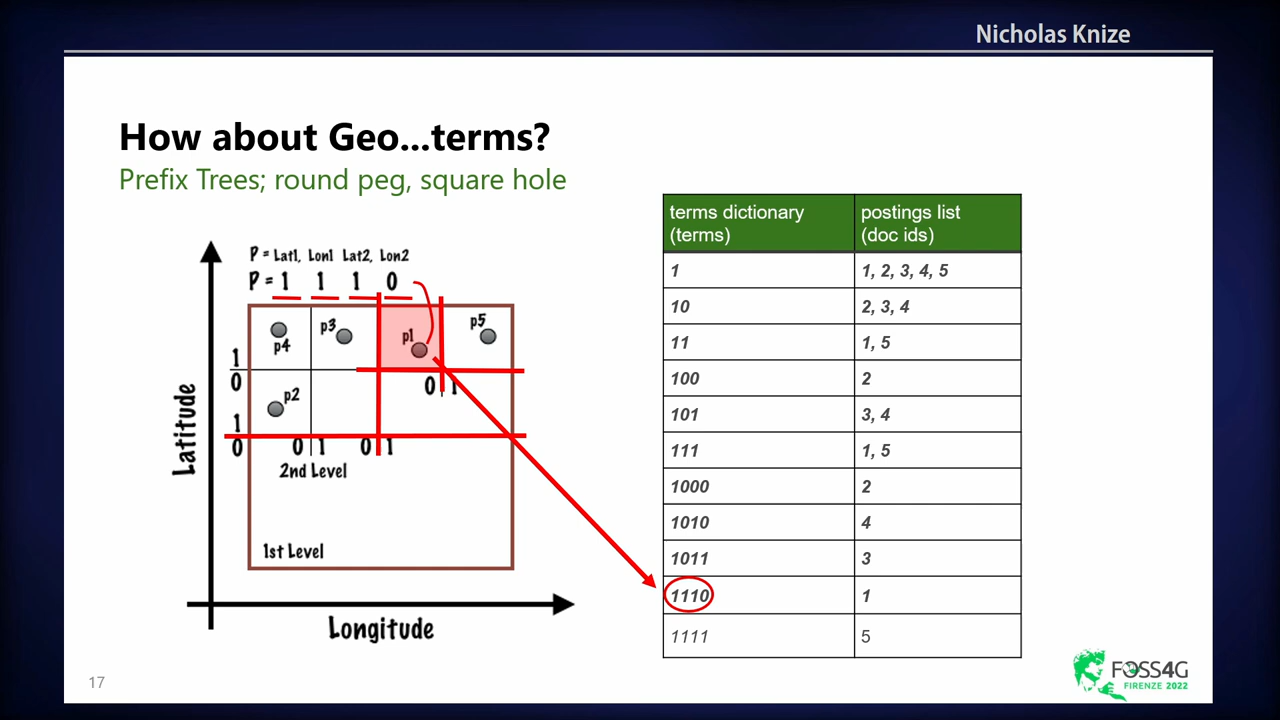 Nicholas Knize
How about Geo...terms?
Prefix Trees; round peg, square hole
P = Lat1, Lon1 Lat2, Lon2
P = 1 1 1 0
p4
p3
p1
p5
p2
1
0
0 1
1
0
0 1 0 1
2nd Level
1st Level
Latitude
Longitude
terms dictionary (terms) postings list (doc ids)
1 1, 2, 3, 4, 5
10 2, 3, 4
11 1, 5
100 2
101 3, 4
111 1, 5
1000 2
1010 4
1011 3
1110 1
1111 5
17
FOSS4G
FIRENZE 2022